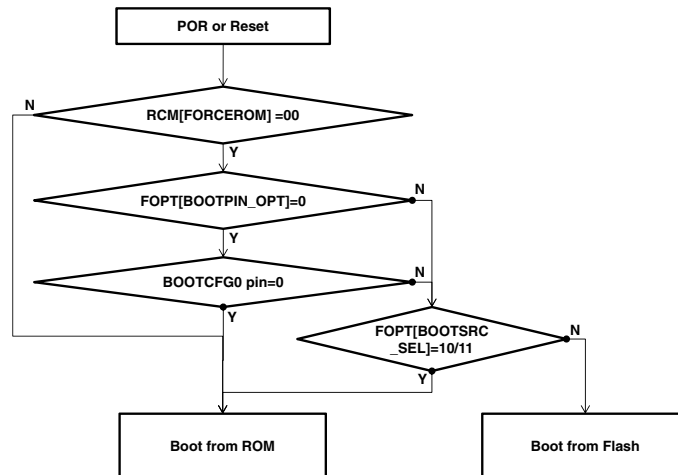 POR or Reset
N
RCM[FORCEROM] =00
Y
N
FOPT[BOOTPIN_OPT]=0
Y
N
BOOTCFG0 pin=0
Y
FOPT[BOOTSRC
_SEL]=10/11
N
Y
Boot from ROM
Boot from Flash